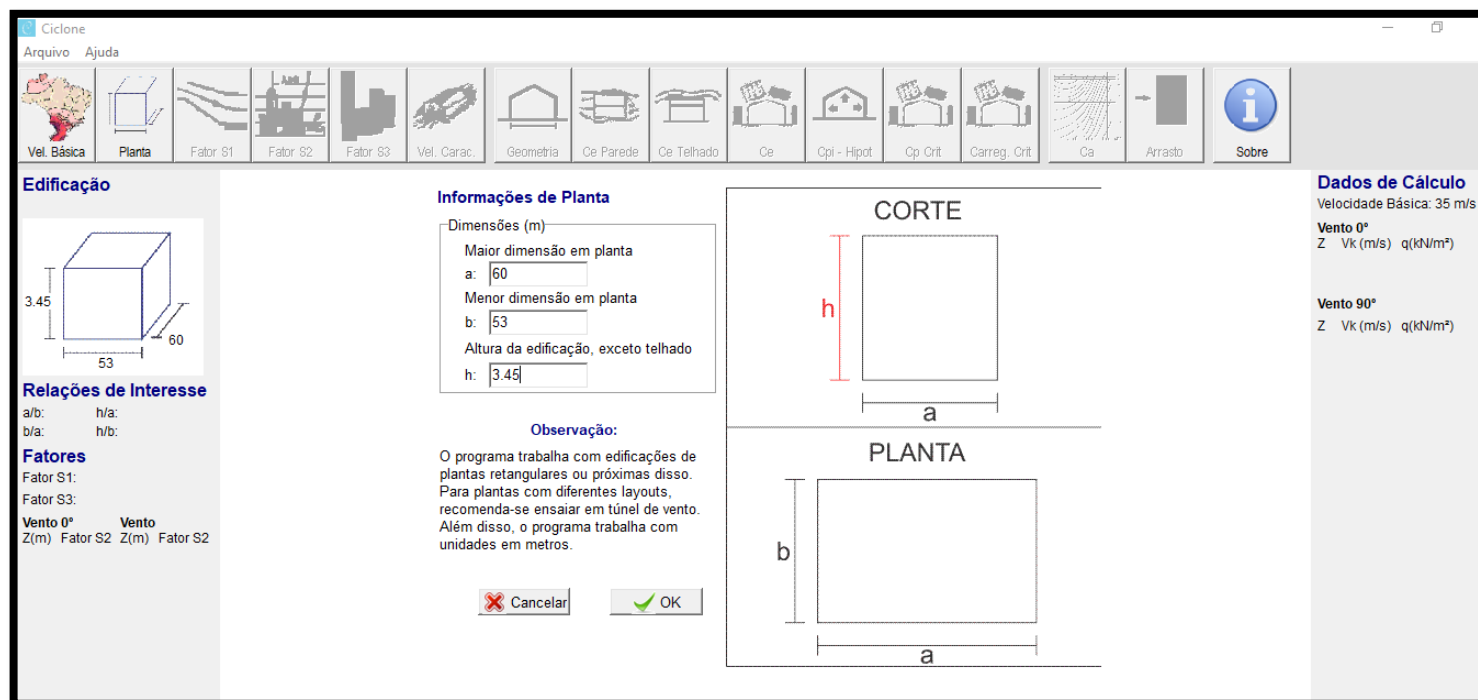 Ciclone
Arquivo Ajuda
Vel. Básica Planta Fator S1 Fator S2 Fator S3 Vel. Carac. Geometria Ce Parede Ce Telhado Ce Cpi - Hipot Cp Crit Carreg. Crit Ca Arrasto Sobre
Edificação
3.45
60
53
Relações de Interesse
a/b: h/a:
b/a: h/b:
Fatores
Fator S1:
Fator S3:
Vento 0° Vento
Z(m) Fator S2 Z(m) Fator S2
Informações de Planta
Dimensões (m)
Maior dimensão em planta
a: 60
Menor dimensão em planta
b: 53
Altura da edificação, exceto telhado
h: 3.45
Observação:
O programa trabalha com edificações de
plantas retangulares ou próximas disso.
Para plantas com diferentes layouts,
recomenda-se ensaiar em túnel de vento.
Além disso, o programa trabalha com
unidades em metros.
Cancelar OK
CORTE
h
a
PLANTA
b
a
Dados de Cálculo
Velocidade Básica: 35 m/s
Vento 0°
Z Vk (m/s) q(kN/m²)
Vento 90°
Z Vk (m/s) q(kN/m²)